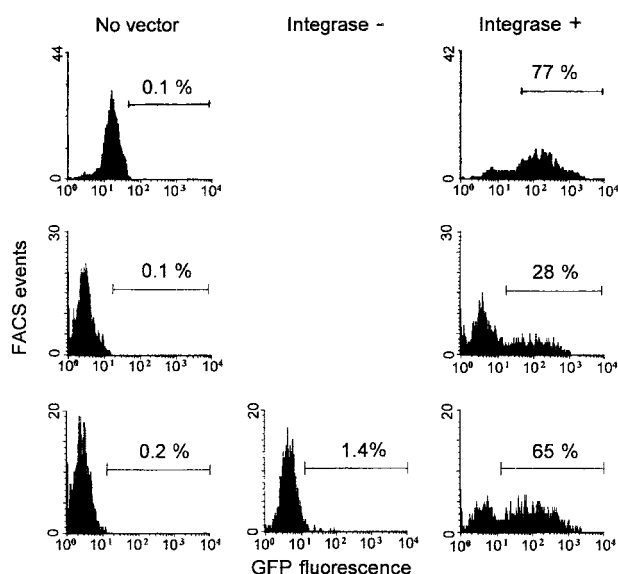 No vector Integrase - Integrase +
44 0.1 % 0
10⁰ 10¹ 10² 10³ 10⁴
42 77 % 0
10⁰ 10¹ 10² 10³ 10⁴
FACS events
30 0.1 % 0
10⁰ 10¹ 10² 10³ 10⁴
30 28 % 0
10⁰ 10¹ 10² 10³ 10⁴
20 0.2 % 0
10⁰ 10¹ 10² 10³ 10⁴
20 1.4% 0
10⁰ 10¹ 10² 10³ 10⁴
20 65 % 0
10⁰ 10¹ 10² 10³ 10⁴
GFP fluorescence